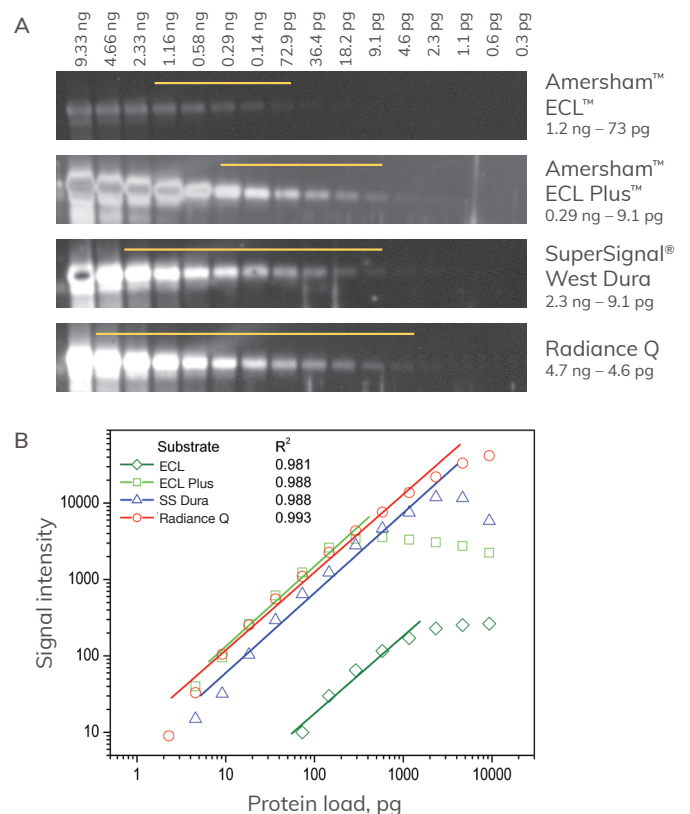 A
9.33 ng 4.66 ng 2.33 ng 1.16 ng 0.58 ng 0.29 ng 0.14 ng 72.9 pg 36.4 pg 18.2 pg 9.1 pg 4.6 pg 2.3 pg 1.1 pg 0.6 pg 0.3 pg
Amersham™
ECL™
1.2 ng – 73 pg
Amersham™
ECL Plus™
0.29 ng – 9.1 pg
SuperSignal®
West Dura
2.3 ng – 9.1 pg
Radiance Q
4.7 ng – 4.6 pg
B
Substrate R²
ECL 0.981
ECL Plus 0.988
SS Dura 0.988
Radiance Q 0.993
Signal intensity
10000
1000
100
10
1 10 100 1000 10000
Protein load, pg